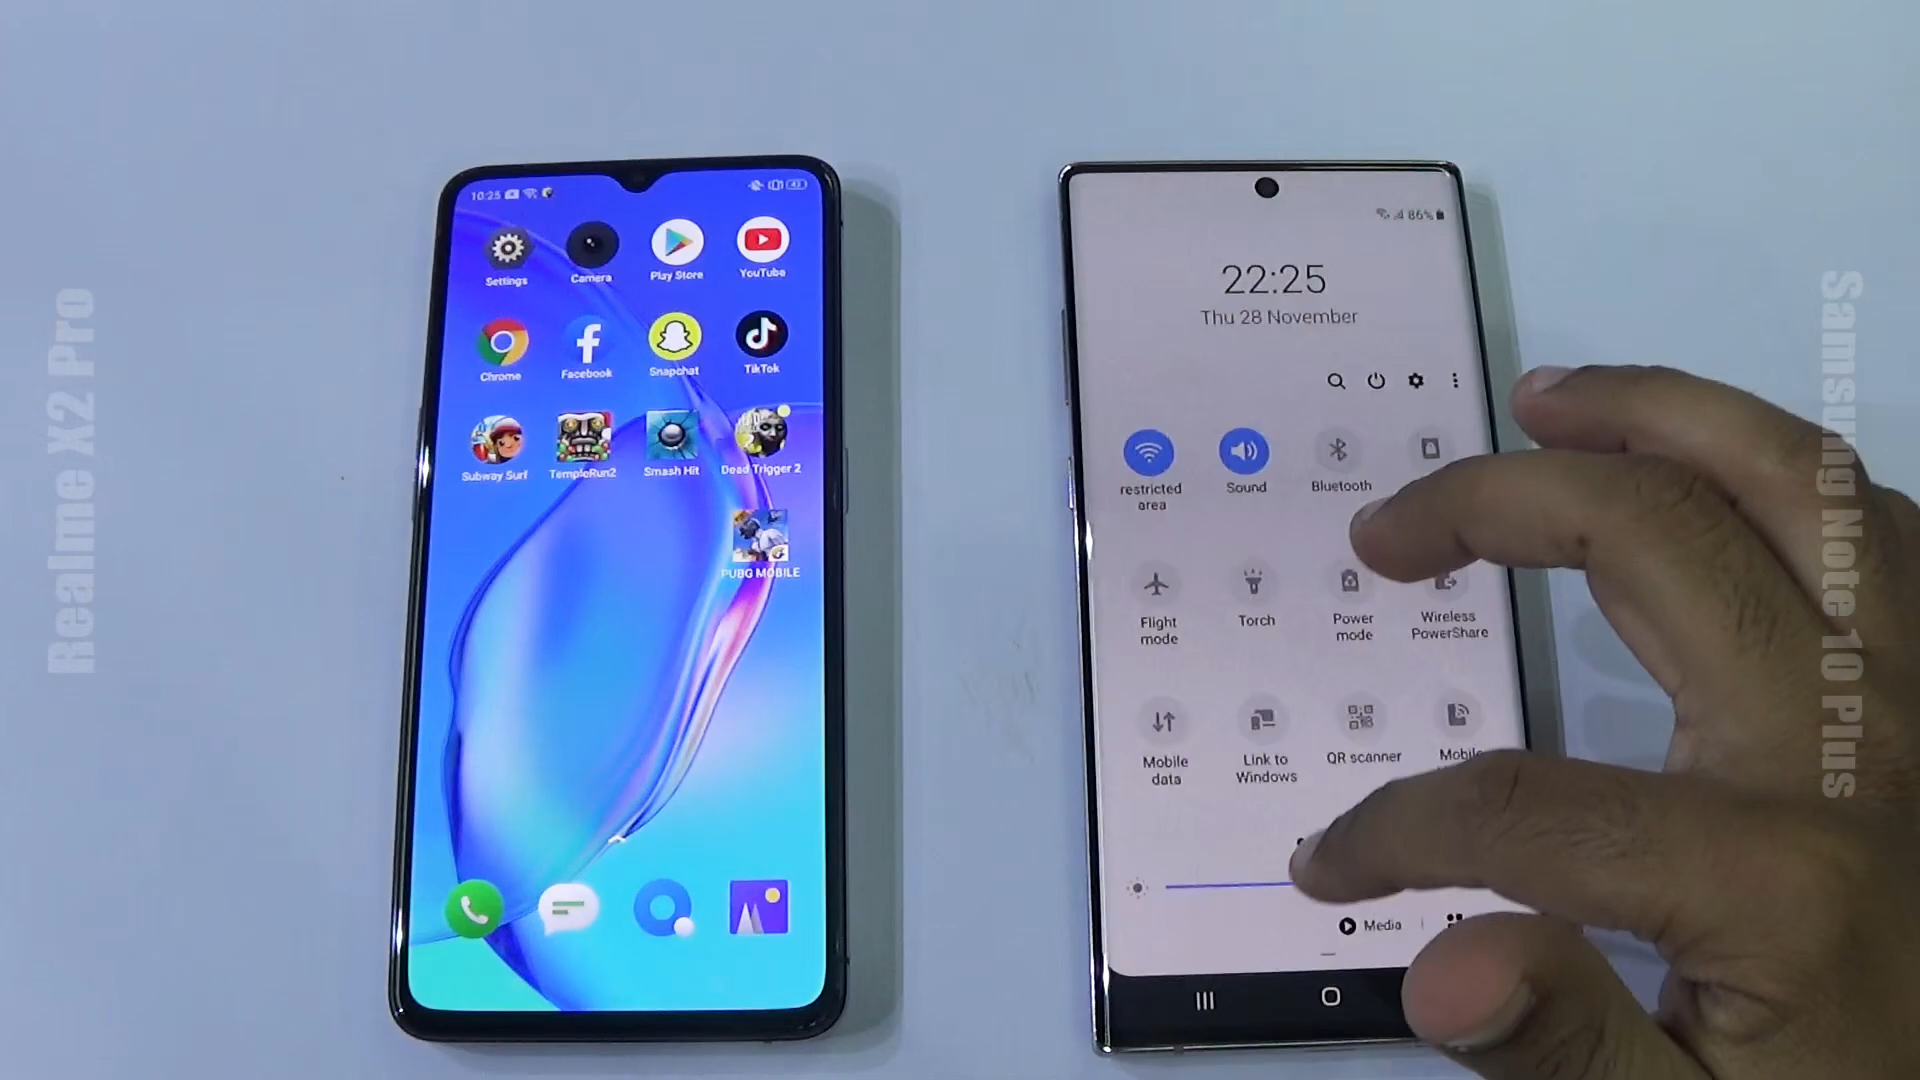 Realme X2 Pro
10:25
43
Settings
Camera
Play Store
YouTube
Chrome
Facebook
Snapchat
TikTok
Subway Surf
TempleRun2
Smash Hit
Dead Trigger 2
PUBG MOBILE
86%
22:25
Thu 28 November
restricted
area
Sound
Bluetooth
Flight
mode
Torch
Power
mode
Wireless
PowerShare
Mobile
data
Link to
Windows
QR scanner
Mobile
Media
Samsung Note 10 Plus